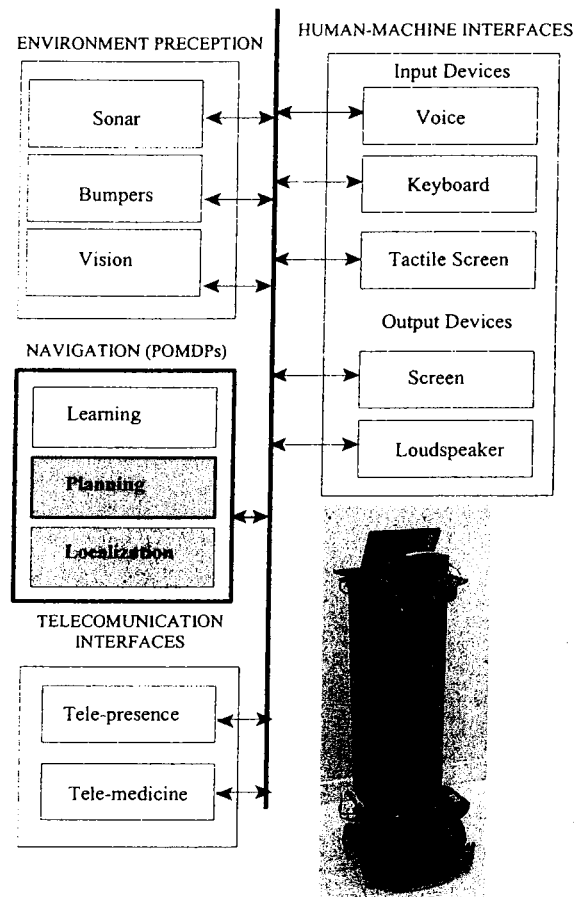 ENVIRONMENT PRECEPTION
Sonar
Bumpers
Vision
NAVIGATION (POMDPs)
Learning
Planning
Localization
TELECOMUNICATION
INTERFACES
Tele-presence
Tele-medicine
HUMAN-MACHINE INTERFACES
Input Devices
Voice
Keyboard
Tactile Screen
Output Devices
Screen
Loudspeaker